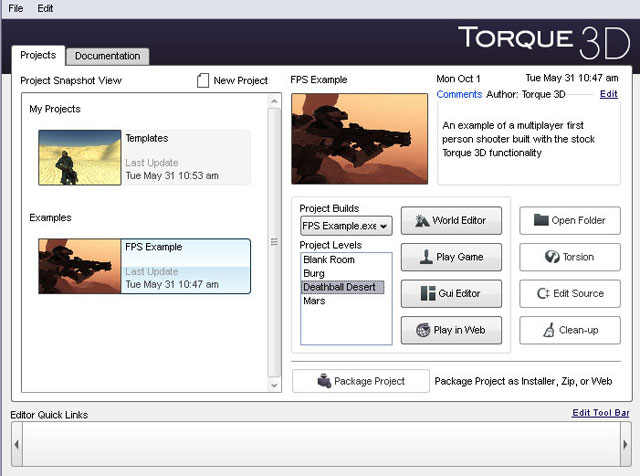 File Edit
TORQUE 3D
Projects Documentation
Project Snapshot View New Project
My Projects
Templates
Last Update
Tue May 31 10:53 am
Examples
FPS Example
Last Update
Tue May 31 10:47 am
FPS Example
Mon Oct 1 Tue May 31 10:47 am
Comments Author: Torque 3D Edit
An example of a multiplayer first
person shooter built with the stock
Torque 3D functionality
Project Builds
FPS Example.exe
Project Levels
Blank Room
Burg
Deathball Desert
Mars
World Editor
Play Game
Gui Editor
Play in Web
Open Folder
Torsion
Edit Source
Clean-up
Package Project Package Project as Installer, Zip, or Web
Editor Quick Links Edit Tool Bar